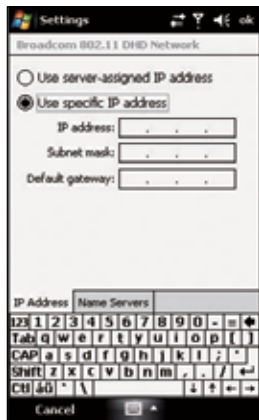 Settings ok
Broadcom 802.11 DHD Network
Use server-assigned IP address
Use specific IP address
IP address: . . .
Subnet mask: . . .
Default gateway: . . .
IP Address Name Servers
123 1 2 3 4 5 6 7 8 9 0 - =
Tab q w e r t y u i o p [ ]
CAP a s d f g h j k l ; '
Shift z x c v b n m , . /
Ctl áü ` \
Cancel